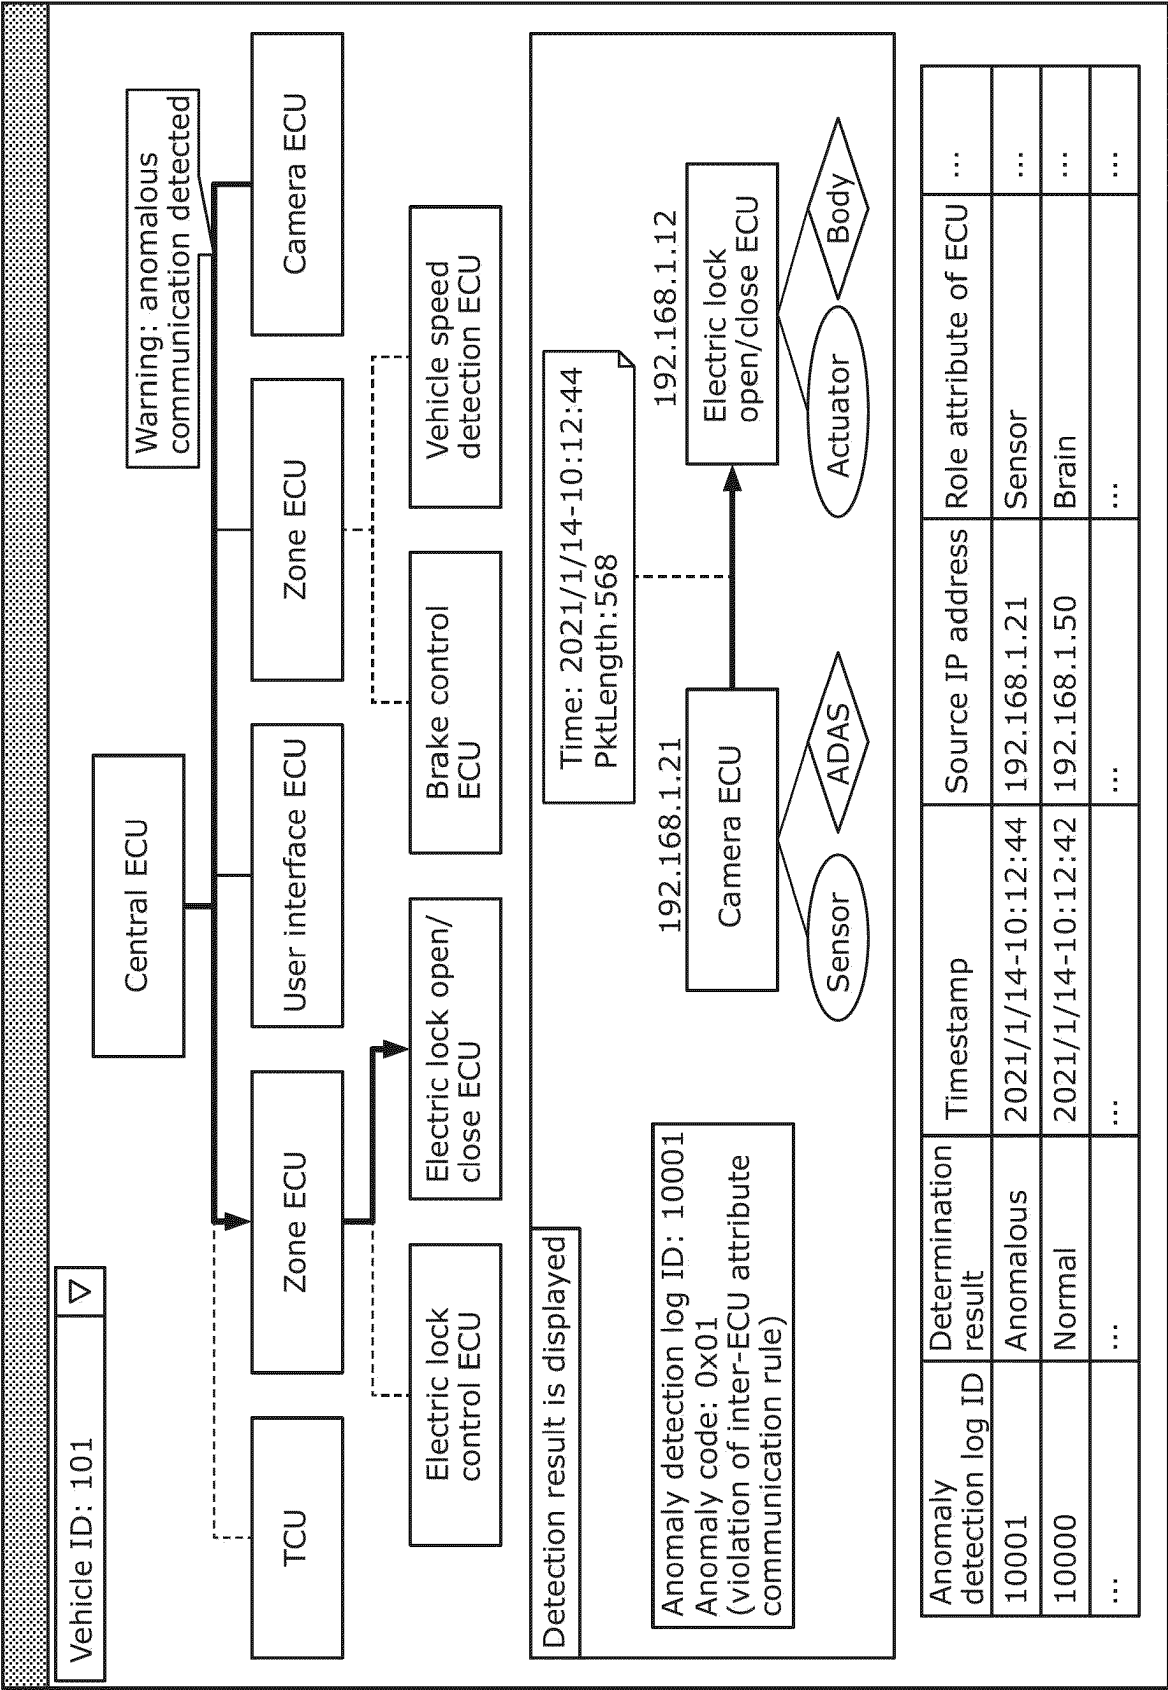 Vehicle ID: 101
Warning: anomalous
communication detected
Central ECU
TCU
Zone ECU
User interface ECU
Zone ECU
Camera ECU
Electric lock
control ECU
Electric lock open/
close ECU
Brake control
ECU
Vehicle speed
detection ECU
Detection result is displayed
Anomaly detection log ID: 10001
Anomaly code: 0x01
(violation of inter-ECU attribute
communication rule)
Time: 2021/1/14-10:12:44
PktLength:568
192.168.1.21
Camera ECU
Sensor
ADAS
192.168.1.12
Electric lock
open/close ECU
Actuator
Body
Anomaly
detection log ID
Determination
result
Timestamp
Source IP address
Role attribute of ECU
...
10001 Anomalous 2021/1/14-10:12:44 192.168.1.21 Sensor ...
10000 Normal 2021/1/14-10:12:42 192.168.1.50 Brain ...
... ... ... ... ... ...